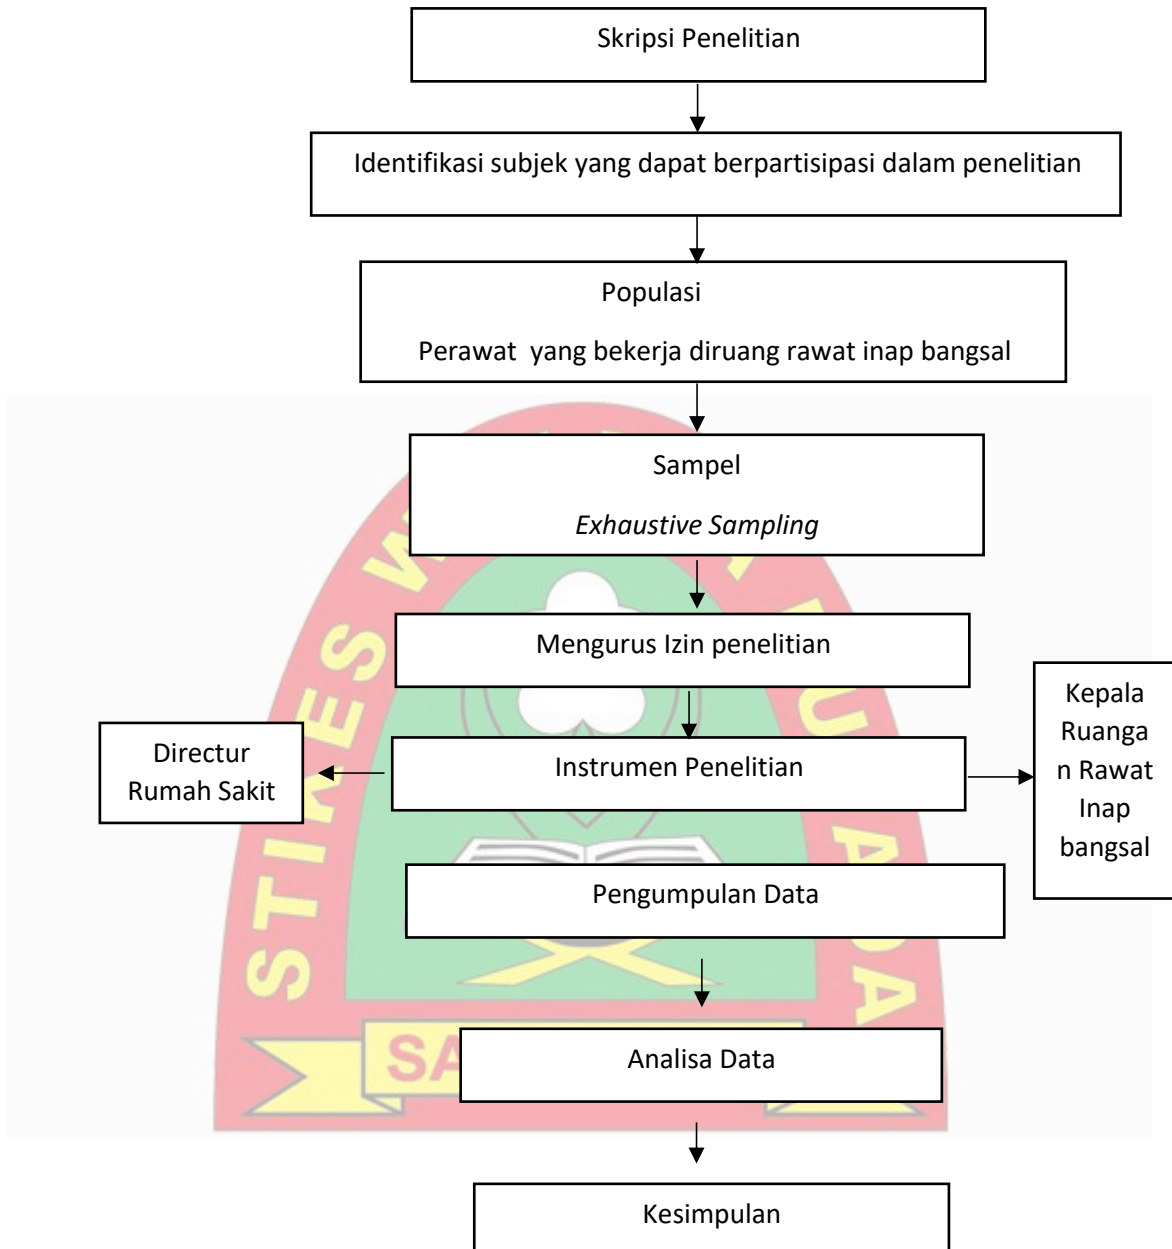 Skripsi Penelitian
Identifikasi subjek yang dapat berpartisipasi dalam penelitian
Populasi
Perawat yang bekerja diruang rawat inap bangsal
Sampel
Exhaustive Sampling
Mengurus Izin penelitian
Directur
Rumah Sakit
Instrumen Penelitian
Kepala
Ruanga
n Rawat
Inap
bangsal
Pengumpulan Data
Analisa Data
Kesimpulan
STIKES